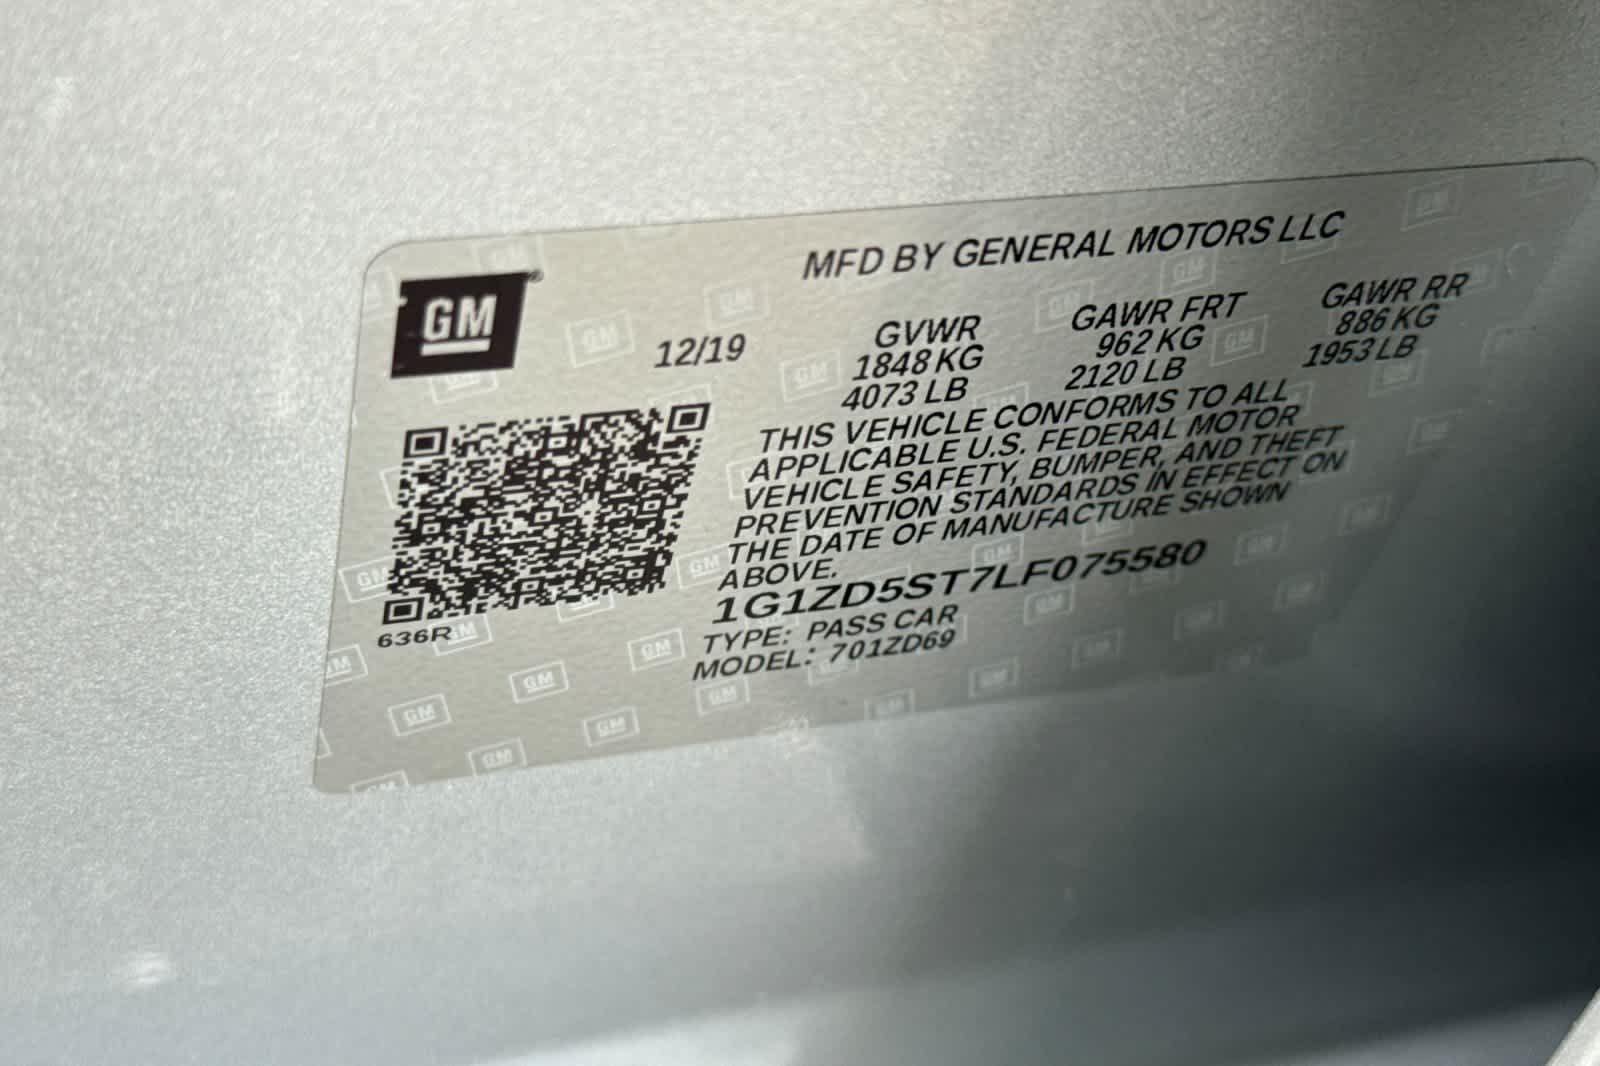 GM®
MFD BY GENERAL MOTORS LLC
12/19 GVWR GAWR FRT GAWR RR
1848 KG 962 KG 886 KG
4073 LB 2120 LB 1953 LB
THIS VEHICLE CONFORMS TO ALL
APPLICABLE U.S. FEDERAL MOTOR
VEHICLE SAFETY, BUMPER, AND THEFT
PREVENTION STANDARDS IN EFFECT ON
THE DATE OF MANUFACTURE SHOWN
ABOVE.
1G1ZD5ST7LF075580
TYPE: PASS CAR
MODEL: 701ZD69
636R